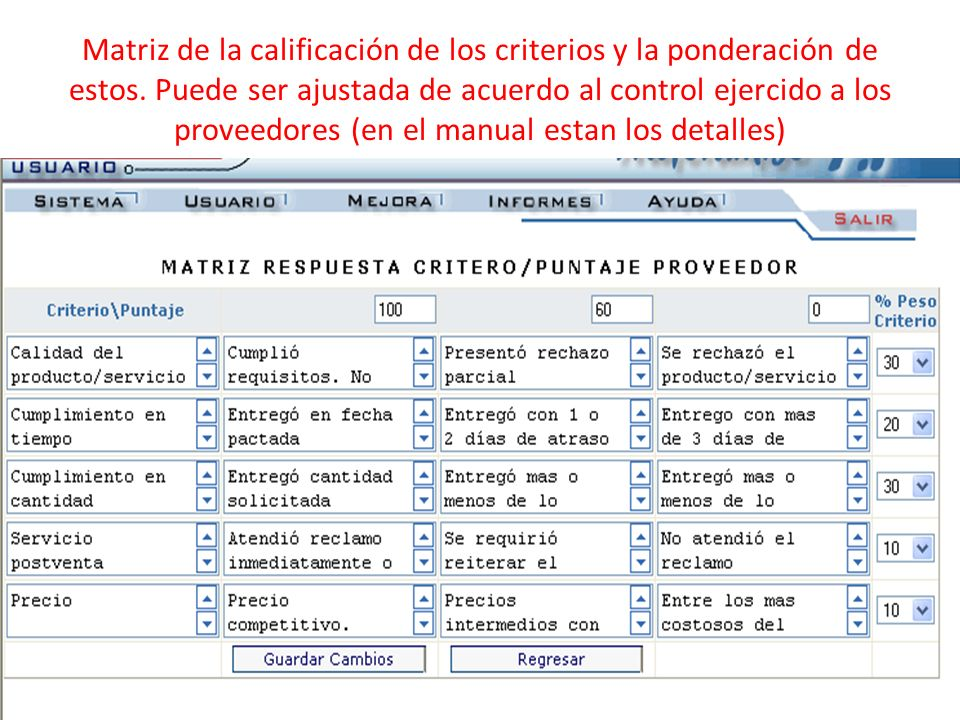 Matriz de la calificación de los criterios y la ponderación de
estos. Puede ser ajustada de acuerdo al control ejercido a los
proveedores (en el manual estan los detalles)
USUARIO
SISTEMA USUARIO MEJORA INFORMES AYUDA
SALIR
MATRIZ RESPUESTA CRITERO/PUNTAJE PROVEEDOR
Criterio\Puntaje 100 60 0 % Peso
Criterio
Calidad del Cumplió Presentó rechazo Se rechazó el 30
producto/servicio requisitos. No parcial producto/servicio
Cumplimiento en Entregó en fecha Entregó con 1 o Entrego con mas 20
tiempo pactada 2 días de atraso de 3 días de
Cumplimiento en Entregó cantidad Entregó mas o Entregó mas o 30
cantidad solicitada menos de lo menos de lo
Servicio Atendió reclamo Se requirió No atendió el 10
postventa inmediatamente o reiterar el reclamo
Precio Precio Precios Entre los mas 10
competitivo. intermedios con costosos del
Guardar Cambios Regresar